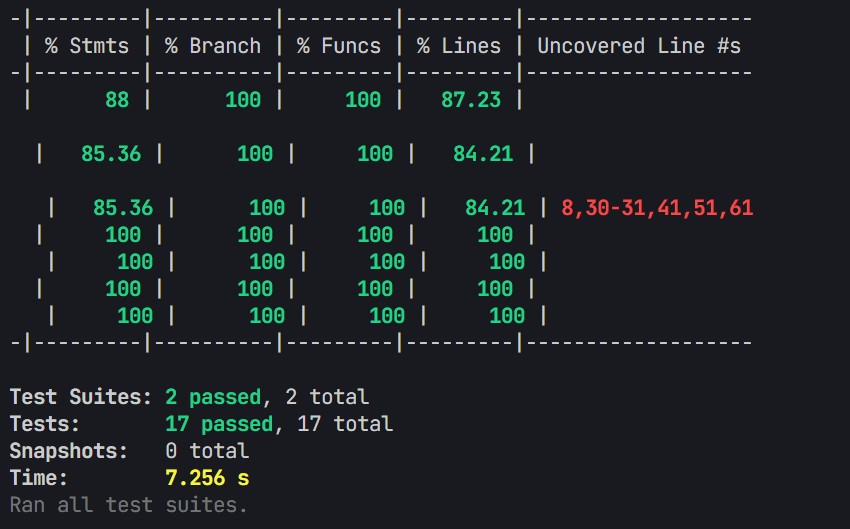 -|---------|----------|---------|---------|-------------------
 | % Stmts | % Branch | % Funcs | % Lines | Uncovered Line #s
-|---------|----------|---------|---------|-------------------
 |      88 |      100 |     100 |   87.23 |
  |   85.36 |      100 |     100 |   84.21 |
   |   85.36 |      100 |     100 |   84.21 | 8,30-31,41,51,61
  |     100 |      100 |     100 |     100 |
   |     100 |      100 |     100 |     100 |
  |     100 |      100 |     100 |     100 |
   |     100 |      100 |     100 |     100 |
-|---------|----------|---------|---------|-------------------
Test Suites: 2 passed, 2 total
Tests:       17 passed, 17 total
Snapshots:   0 total
Time:        7.256 s
Ran all test suites.